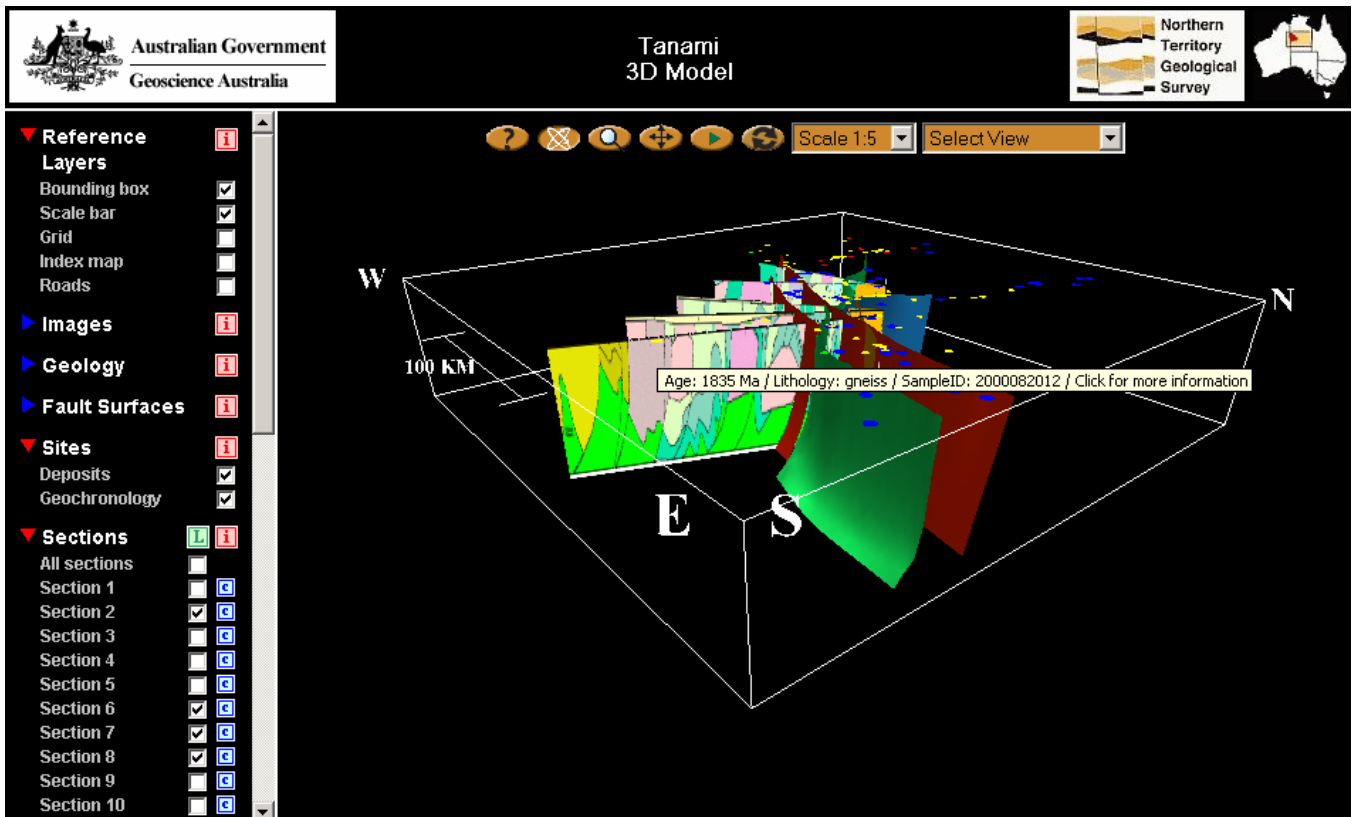 Australian Government
Geoscience Australia
Tanami
3D Model
Northern
Territory
Geological
Survey
Reference
Layers
i
Bounding box
Scale bar
Grid
Index map
Roads
Images i
Geology i
Fault Surfaces i
Sites i
Deposits
Geochronology
Sections L i
All sections
Section 1 c
Section 2 c
Section 3 c
Section 4 c
Section 5 c
Section 6 c
Section 7 c
Section 8 c
Section 9 c
Section 10 c
? Scale 1:5 Select View
W
N
100 KM
Age: 1835 Ma / Lithology: gneiss / SampleID: 2000082012 / Click for more information
E S